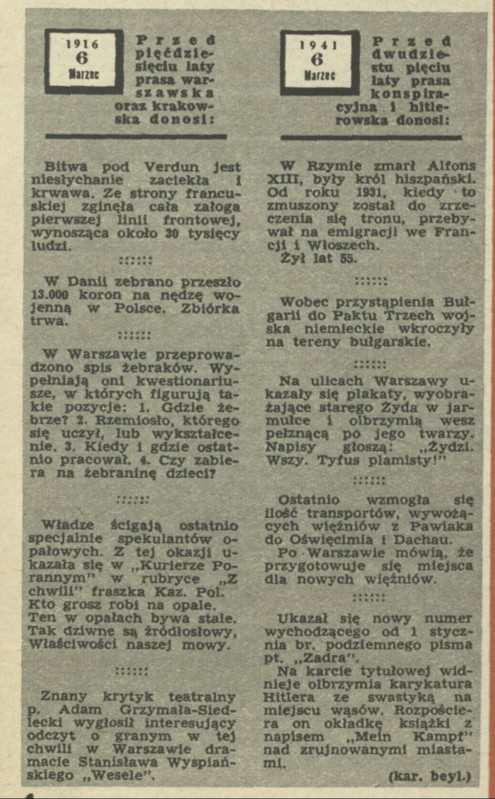 1916
6
Marzec
Przed
pięćdzie-
sięciu laty
prasa war-
szawska
oraz krakow-
ska donosi:
Bitwa pod Verdun jest
niesłychanie zaciekła i
krwawa. Ze strony francu-
skiej zginęła cała załoga
pierwszej linii frontowej,
wynosząca około 30 tysięcy
ludzi.
::::::
W Danii zebrano przeszło
13.000 koron na nędzę wo-
jenną w Polsce. Zbiórka
trwa.
::::::
W Warszawie przeprowa-
dzono spis żebraków. Wy-
pełniają oni kwestionariu-
sze, w których figurują ta-
kie pozycje: 1. Gdzie że-
brze? 2. Rzemiosło, którego
się uczył, lub wykształce-
nie. 3. Kiedy i gdzie ostat-
nio pracował. 4. Czy zabie-
ra na żebraninę dzieci?
::::::
Władze ścigają ostatnio
specjalnie spekulantów o-
pałowych. Z tej okazji u-
kazała się w „Kurierze Po-
rannym" w rubryce „Z
chwili" fraszka Kaz. Pol.
Kto grosz robi na opale.
Ten w opałach bywa stale.
Tak dziwne są źródłosłowy,
Właściwości naszej mowy.
::::::
Znany krytyk teatralny
p. Adam Grzymała-Sied-
lecki wygłosił interesujący
odczyt o granym w tej
chwili w Warszawie dra-
macie Stanisława Wyspiań-
skiego „Wesele".
1941
6
Marzec
Przed
dwudzie-
stu pięciu
laty prasa
konspira-
cyjna i hitle-
rowska donosi:
W Rzymie zmarł Alfons
XIII, były król hiszpański.
Od roku 1931, kiedy to
zmuszony został do zrze-
czenia się tronu, przeby-
wał na emigracji we Fran-
cji i Włoszech.
Żył lat 55.
::::::
Wobec przystąpienia Buł-
garii do Paktu Trzech woj-
ska niemieckie wkroczyły
na tereny bułgarskie.
::::::
Na ulicach Warszawy u-
kazały się plakaty, wyobra-
żające starego Żyda w jar-
mułce i olbrzymią wesz
pełznącą po jego twarzy.
Napisy głoszą: „Żydzi.
Wszy. Tyfus plamisty!"
::::::
Ostatnio wzmogła się
ilość transportów, wywożą-
cych więźniów z Pawiaka
do Oświęcimia i Dachau.
Po Warszawie mówią, że
przygotowuje się miejsca
dla nowych więźniów.
::::::
Ukazał się nowy numer
wychodzącego od 1 stycz-
nia br. podziemnego pisma
pt. „Zadra".
Na karcie tytułowej wid-
nieje olbrzymia karykatura
Hitlera ze swastyką na
miejscu wąsów. Rozpoście-
ra on okładkę książki z
napisem „Mein Kampf"
nad zrujnowanymi miasta-
mi.
(kar. beyl.)